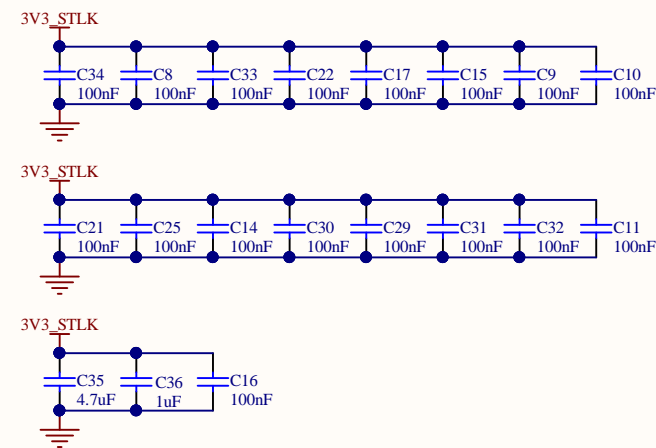 3V3_STLK
C34 C8 C33 C22 C17 C15 C9 C10
100nF 100nF 100nF 100nF 100nF 100nF 100nF 100nF
3V3_STLK
C21 C25 C14 C30 C29 C31 C32 C11
100nF 100nF 100nF 100nF 100nF 100nF 100nF 100nF
3V3_STLK
C35 C36 C16
4.7uF 1uF 100nF